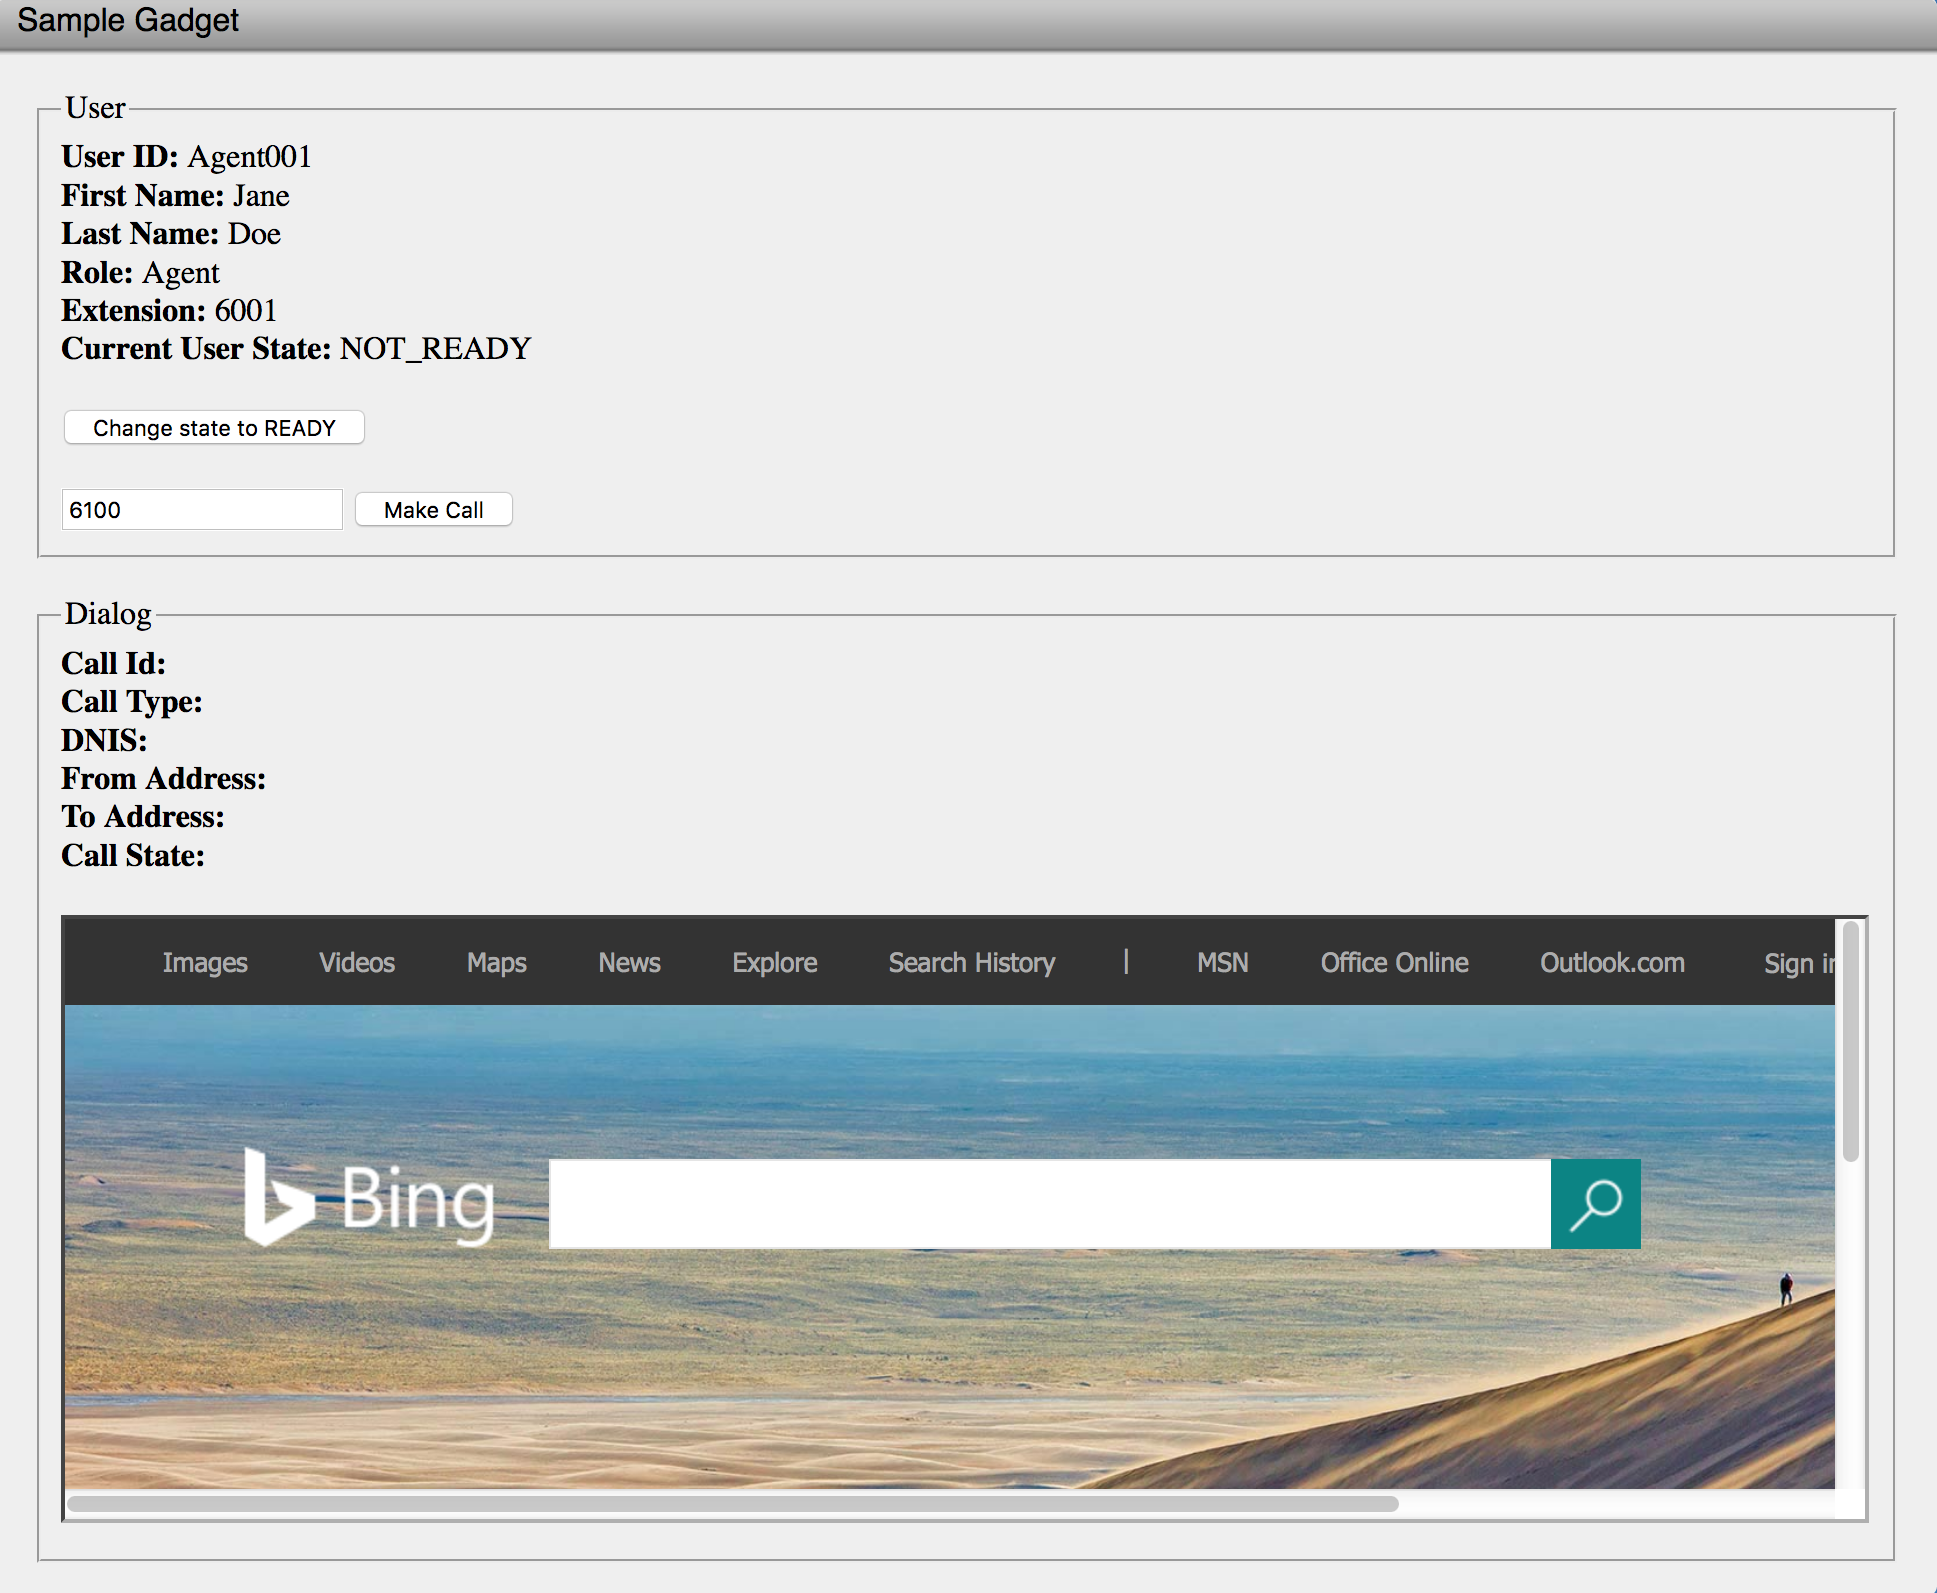 Sample Gadget
User
User ID: Agent001
First Name: Jane
Last Name: Doe
Role: Agent
Extension: 6001
Current User State: NOT_READY
Change state to READY
6100 Make Call
Dialog
Call Id:
Call Type:
DNIS:
From Address:
To Address:
Call State:
Images Videos Maps News Explore Search History | MSN Office Online Outlook.com Sign in
Bing